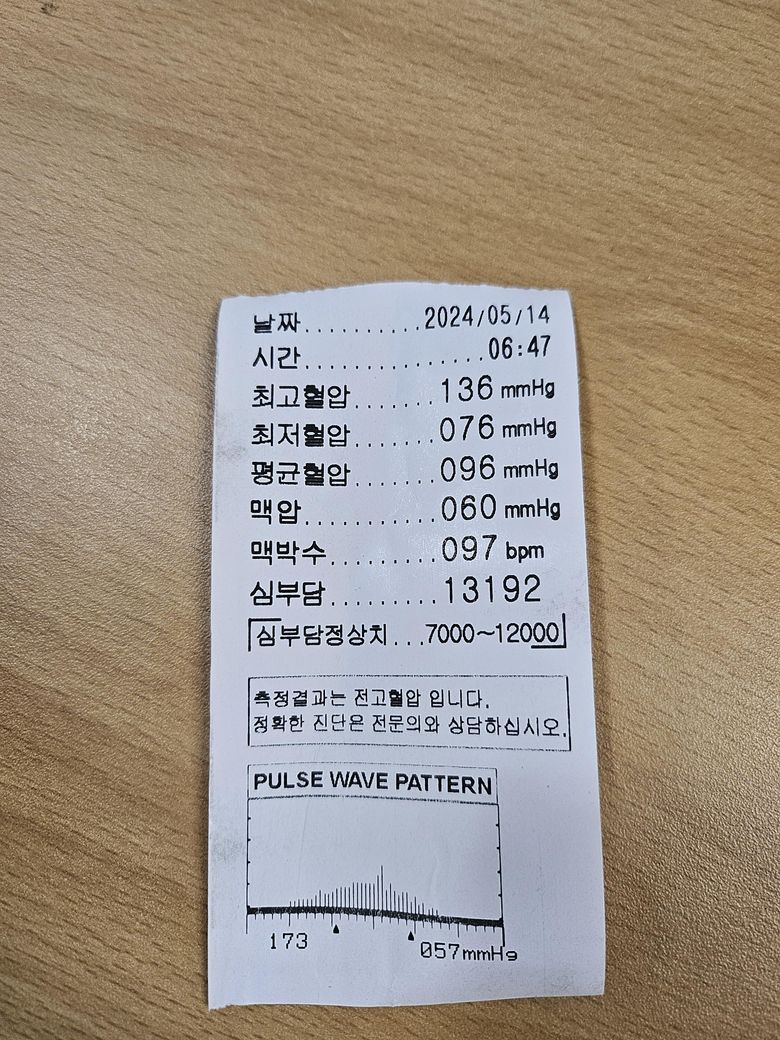 날짜...........2024/05/14
시간................06:47
최고혈압.......136 mmHg
최저혈압.......076 mmHg
평균혈압.......096 mmHg
맥압............060 mmHg
맥박수.........097 bpm
심부담.........13192
심부담정상치...7000~12000
측정결과는 전고혈압 입니다.
정확한 진단은 전문의와 상담하십시오.
PULSE WAVE PATTERN
173 057mmHg